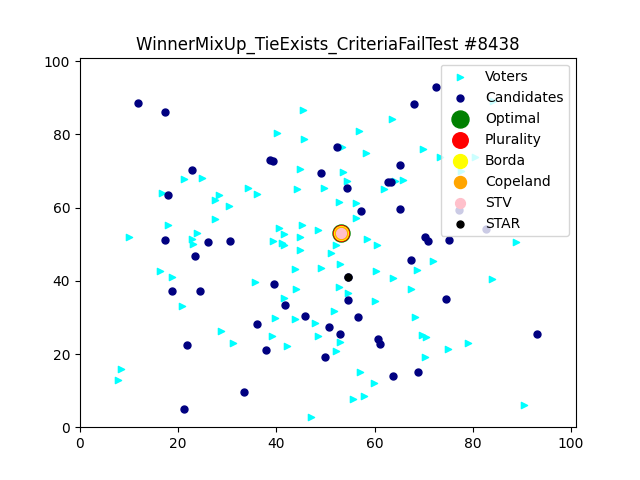 WinnerMixUp_TieExists_CriteriaFailTest #8438
100
80
60
40
20
0
0 20 40 60 80 100
Voters
Candidates
Optimal
Plurality
Borda
Copeland
STV
STAR